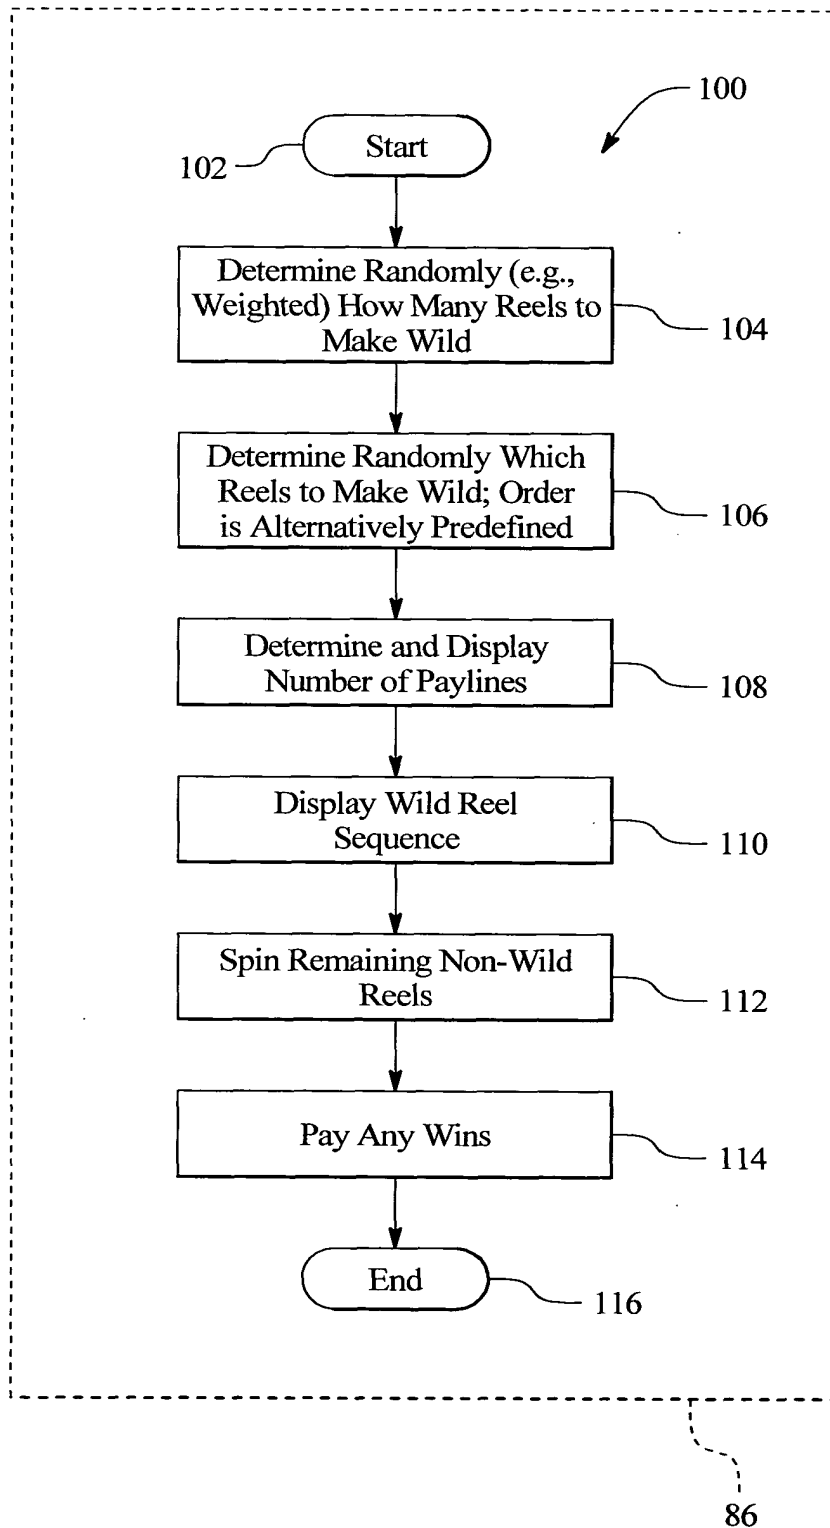 100
Start
102
Determine Randomly (e.g.,
Weighted) How Many Reels to
Make Wild
104
Determine Randomly Which
Reels to Make Wild; Order
is Alternatively Predefined
106
Determine and Display
Number of Paylines
108
Display Wild Reel
Sequence
110
Spin Remaining Non-Wild
Reels
112
Pay Any Wins
114
End
116
86